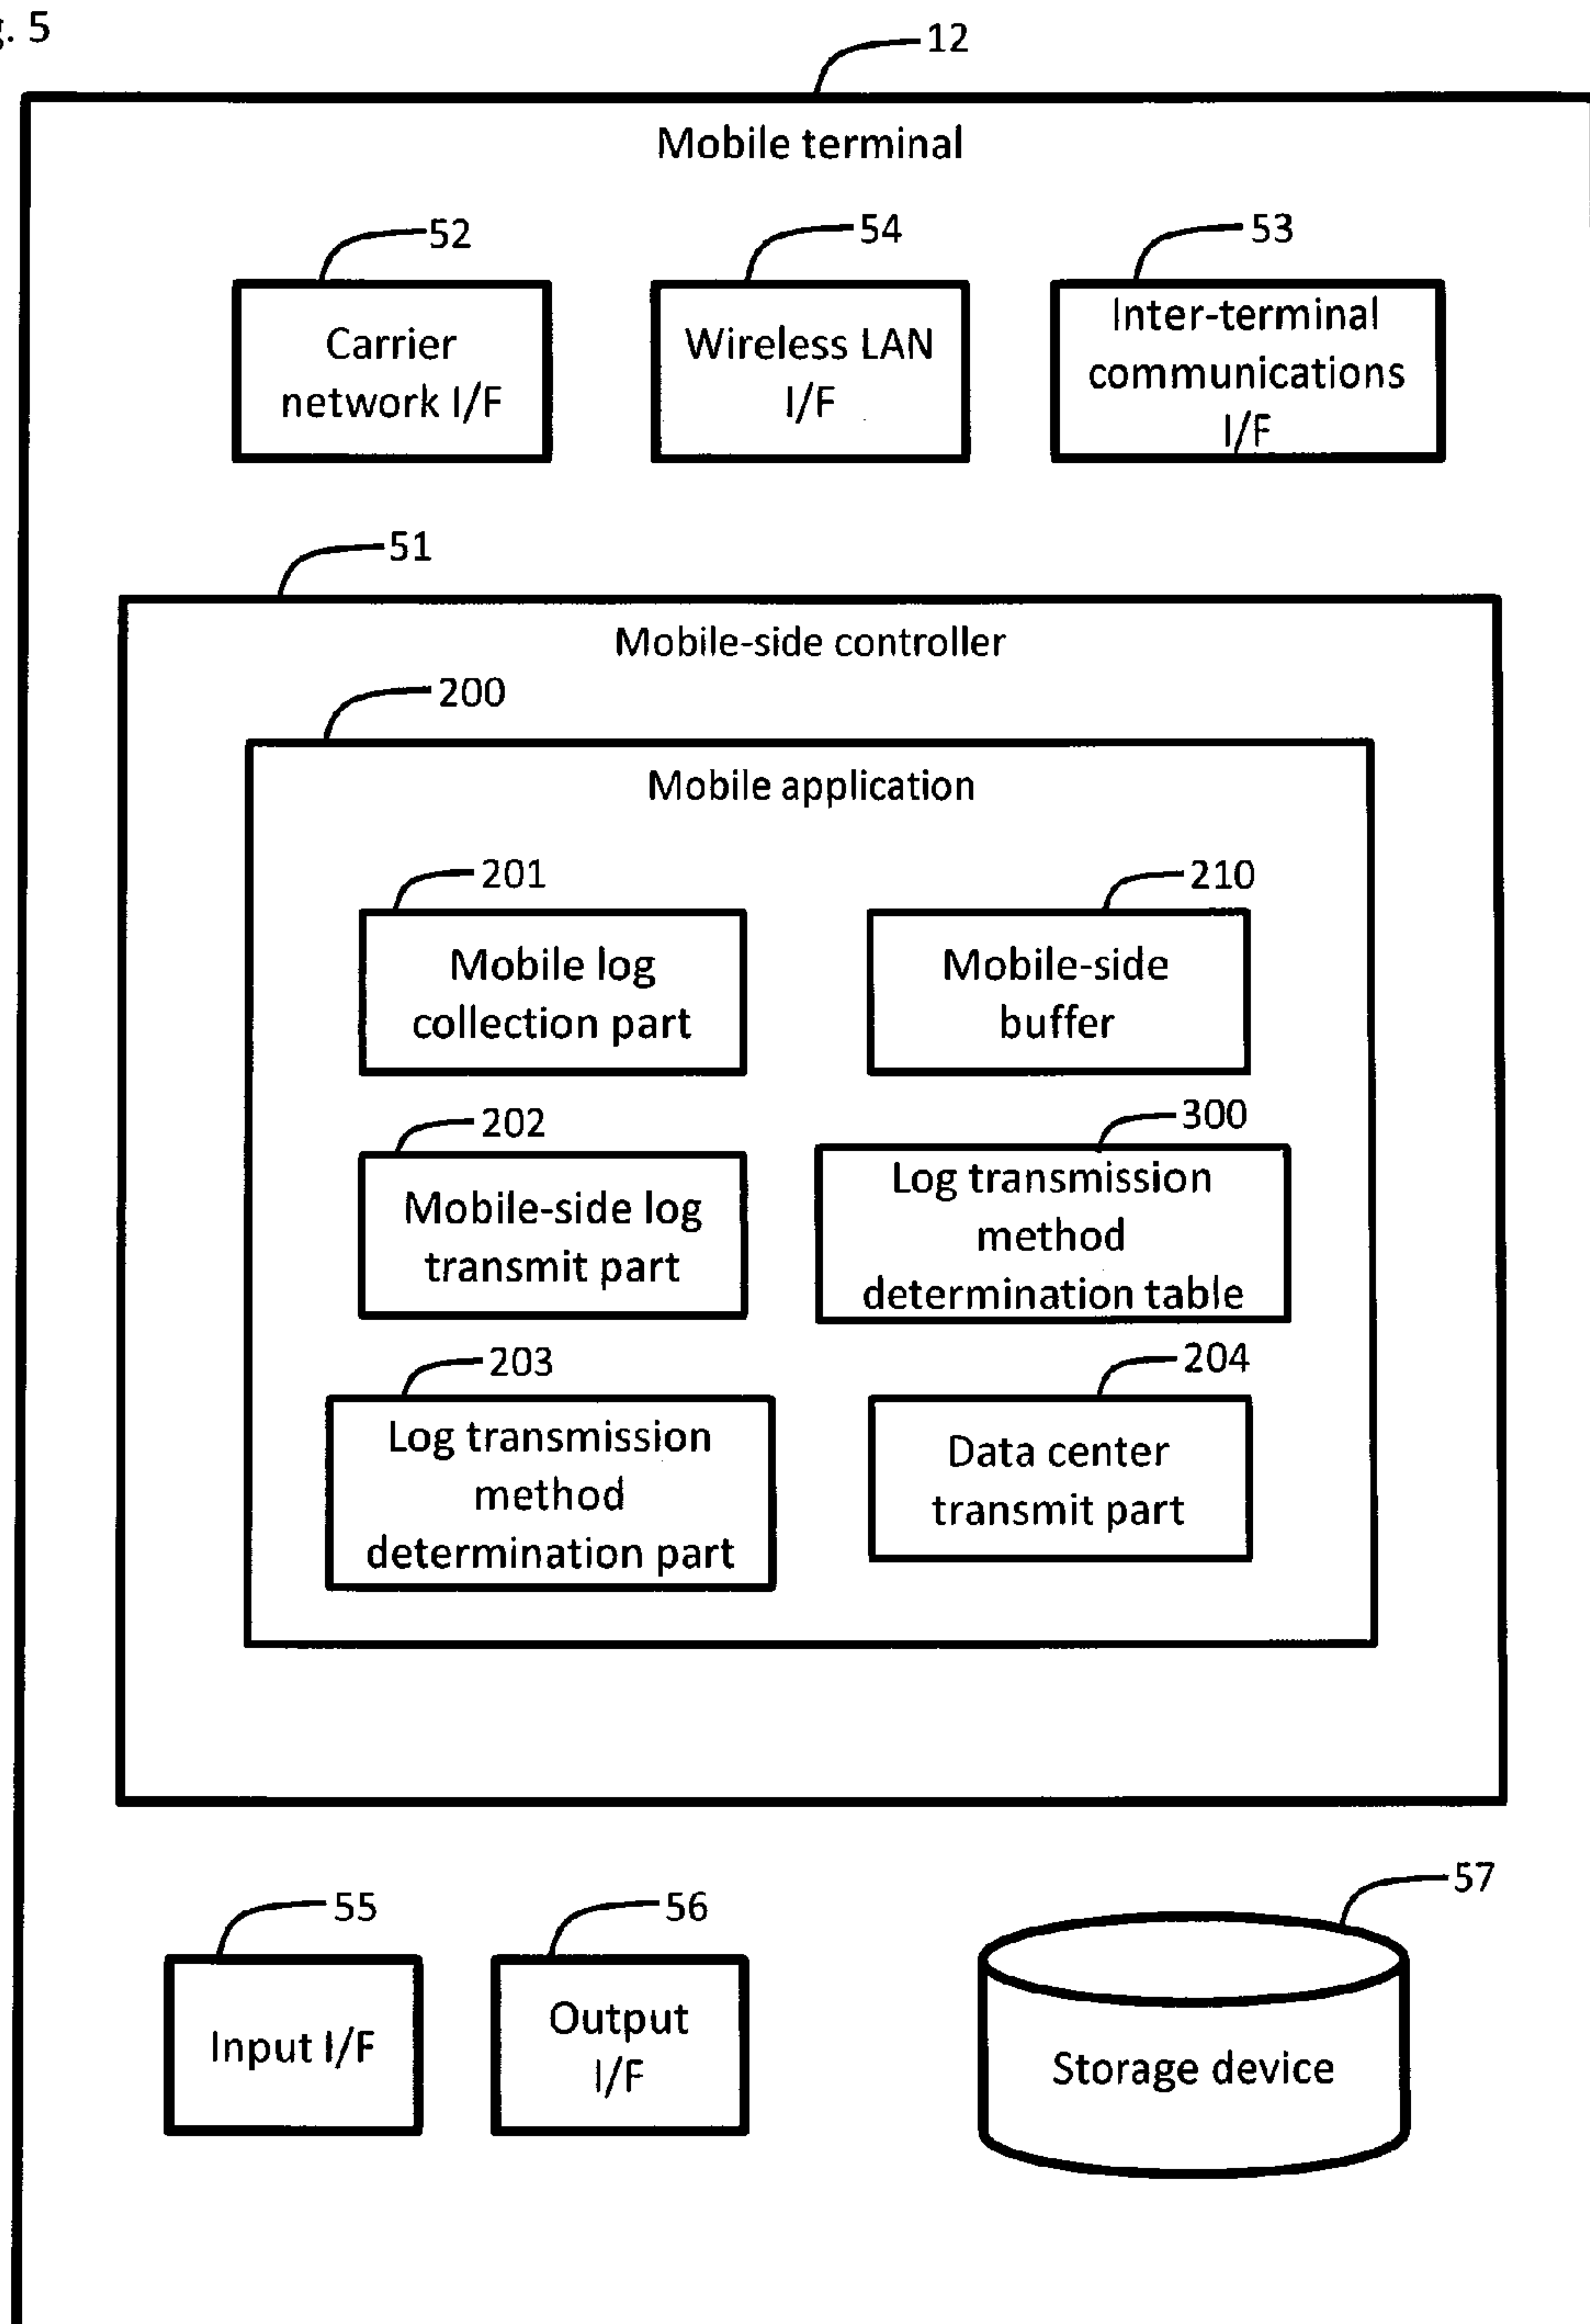 g. 5
12
Mobile terminal
52
54
53
Carrier
network I/F
Wireless LAN
I/F
Inter-terminal
communications
I/F
51
Mobile-side controller
200
Mobile application
201
210
Mobile log
collection part
Mobile-side
buffer
202
300
Mobile-side log
transmit part
Log transmission
method
determination table
203
204
Log transmission
method
determination part
Data center
transmit part
55
56
57
Input I/F
Output
I/F
Storage device